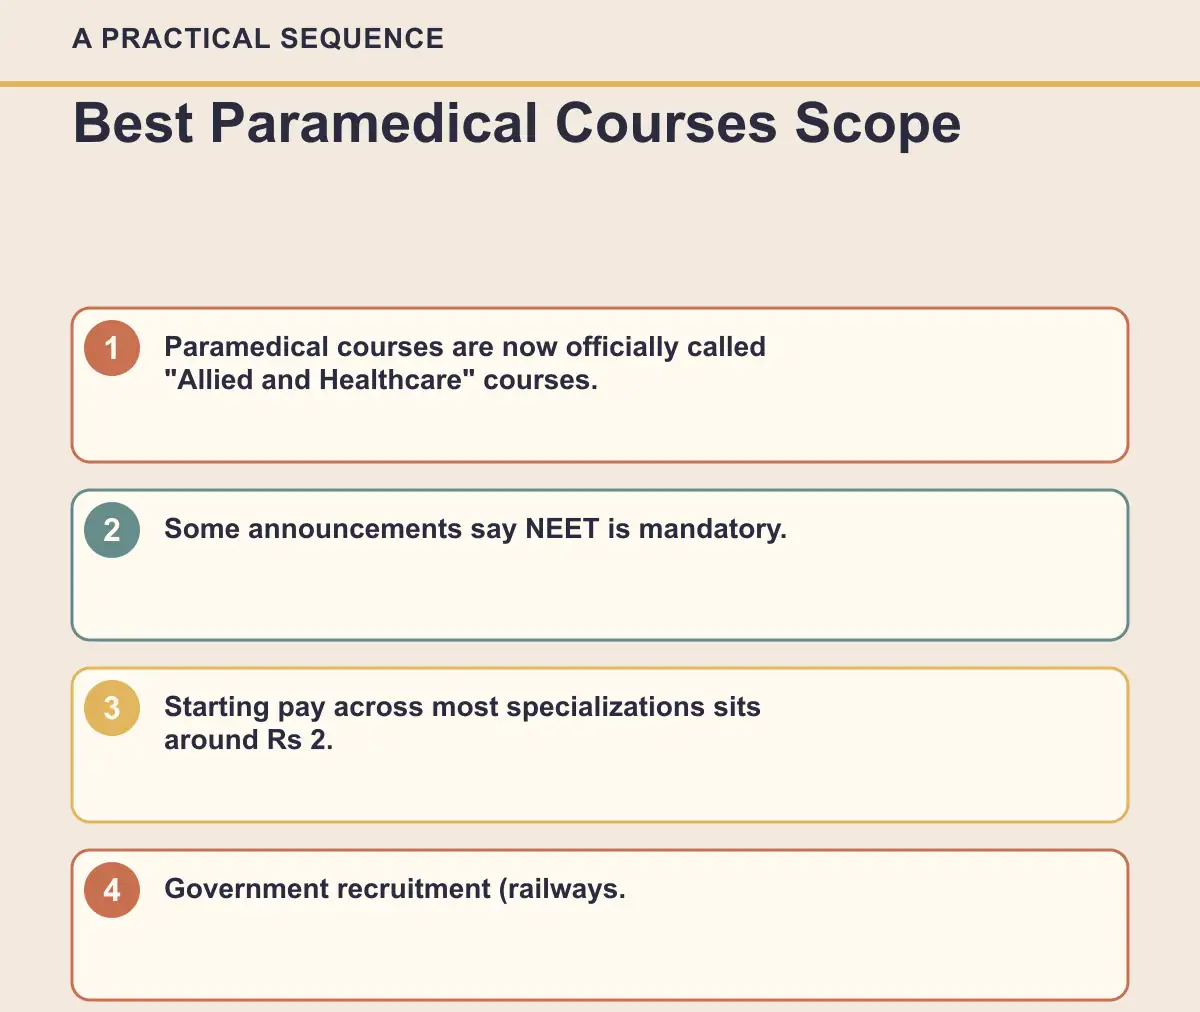 A PRACTICAL SEQUENCE
Best Paramedical Courses Scope
1
Paramedical courses are now officially called
"Allied and Healthcare" courses.
2
Some announcements say NEET is mandatory.
3
Starting pay across most specializations sits
around Rs 2.
4
Government recruitment (railways.